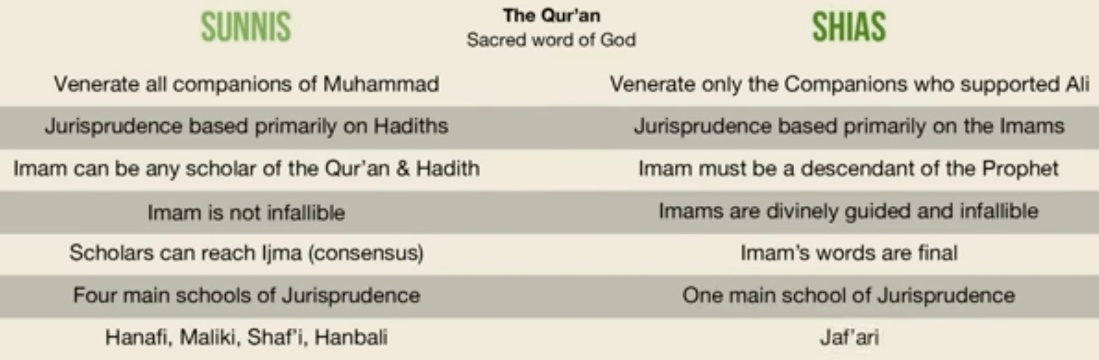 SUNNIS The Qur'an SHIAS
Sacred word of God
Venerate all companions of Muhammad Venerate only the Companions who supported Ali
Jurisprudence based primarily on Hadiths Jurisprudence based primarily on the Imams
Imam can be any scholar of the Qur'an & Hadith Imam must be a descendant of the Prophet
Imam is not infallible Imams are divinely guided and infallible
Scholars can reach Ijma (consensus) Imam's words are final
Four main schools of Jurisprudence One main school of Jurisprudence
Hanafi, Maliki, Shaf'i, Hanbali Jaf'ari